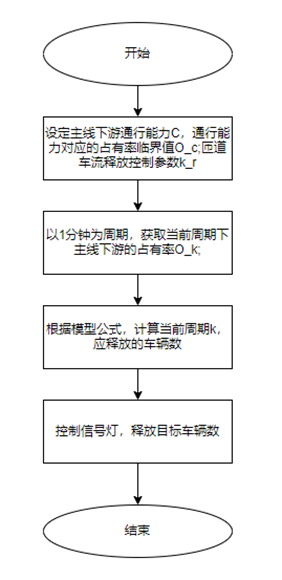 开始
设定主线下游通行能力C，通行能
力对应的占有率临界值O_c;匝道
车流释放控制参数k_r
以1分钟为周期，获取当前周期下
主线下游的占有率O_k;
根据模型公式，计算当前周期k，
应释放的车辆数
控制信号灯，释放目标车辆数
结束